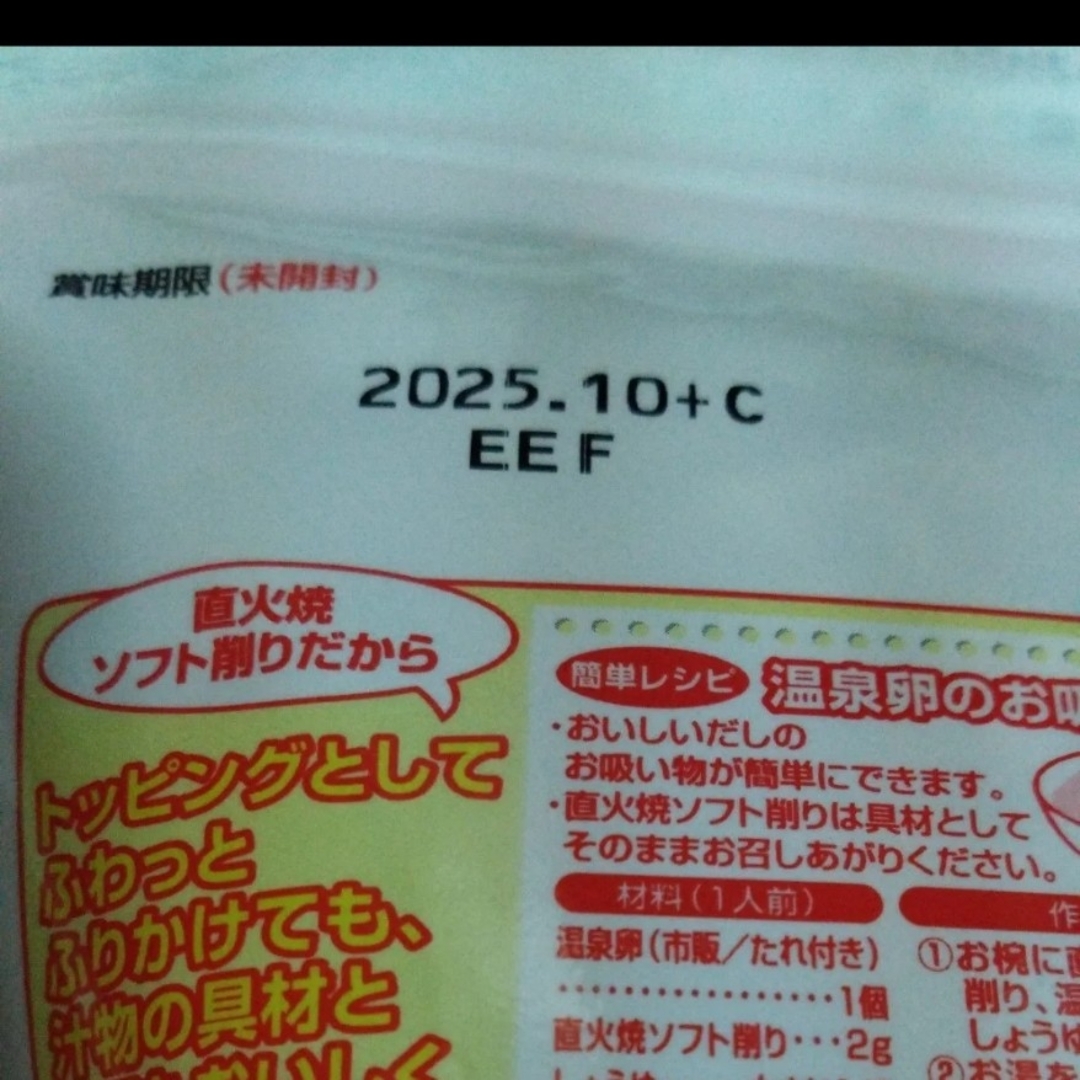 賞味期限(未開封)
2025.10+C
EE F
直火焼
ソフト削りだから
トッピングとして
ふわっと
ふりかけても、
汁物の具材と
おいしく
簡単レシピ 温泉卵のお吸
・おいしいだしの
お吸い物が簡単にできます。
・直火焼ソフト削りは具材として
そのままお召しあがりください。
材料(1人前)
温泉卵(市販/たれ付き)
················1個
直火焼ソフト削り···2g
作
①お椀に
削り、温
しょうゆ
②お湯を